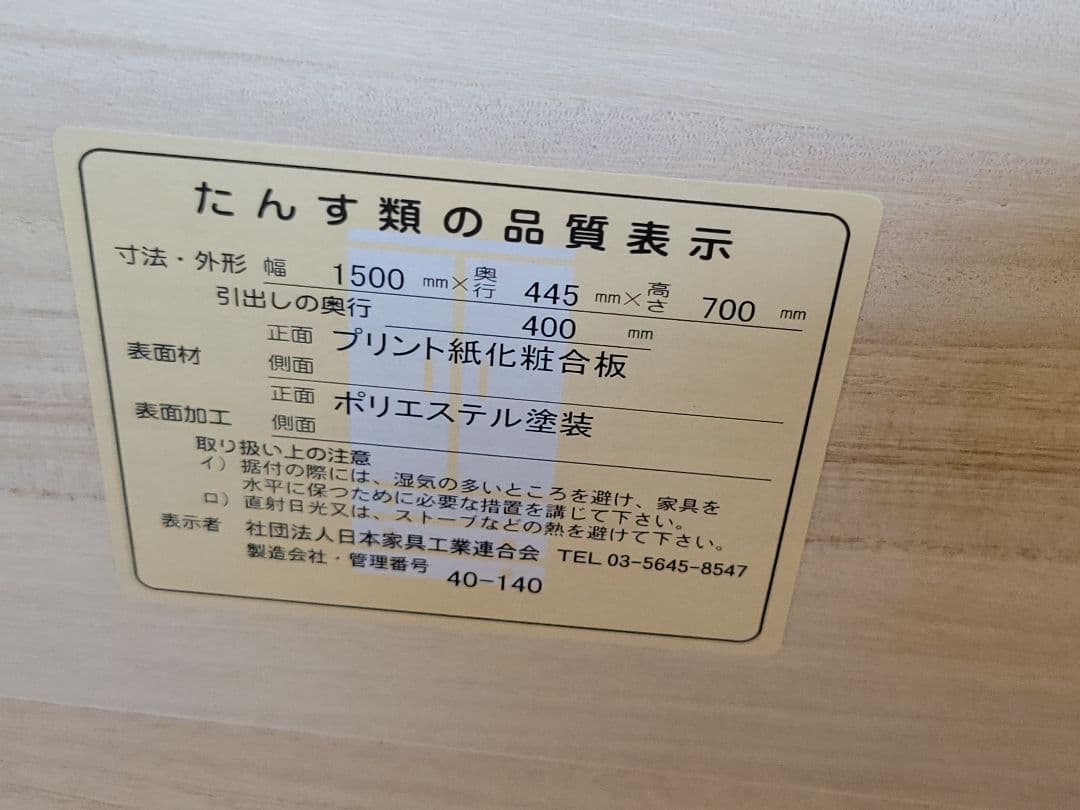 たんす類の品質表示
寸法・外形 幅 1500 mm×奥行 445 mm×高さ 700 mm
引出しの奥行 400 mm
表面材 正面 プリント紙化粧合板
側面
表面加工 正面 ポリエステル塗装
側面
取り扱い上の注意
イ）据付の際には、湿気の多いところを避け、家具を
水平に保つために必要な措置を講じて下さい。
ロ）直射日光又は、ストーブなどの熱を避けて下さい。
表示者 社団法人日本家具工業連合会 TEL 03-5645-8547
製造会社・管理番号 40-140